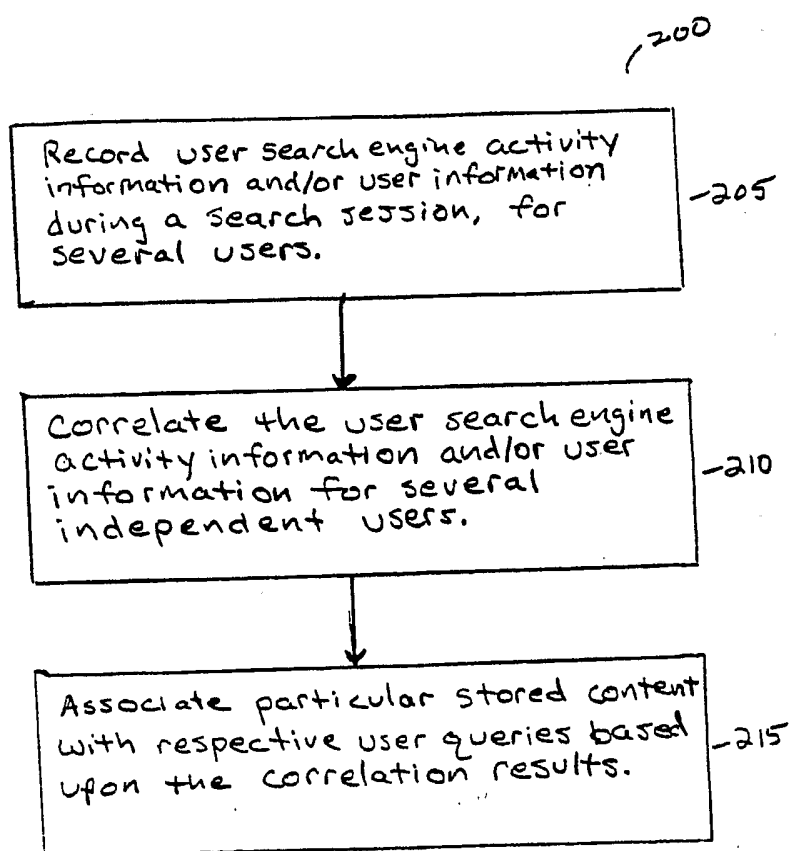 200
Record user search engine activity
information and/or user information
during a search session, for
several users.
205
Correlate the user search engine
activity information and/or user
information for several
independent users.
210
Associate particular stored content
with respective user queries based
upon the correlation results.
215